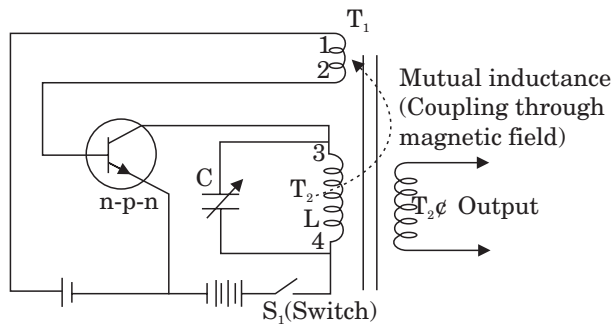 T₁
1
2
Mutual inductance
(Coupling through
magnetic field)
3
C
T₂
n-p-n
L
T₂¢ Output
4
S₁(Switch)